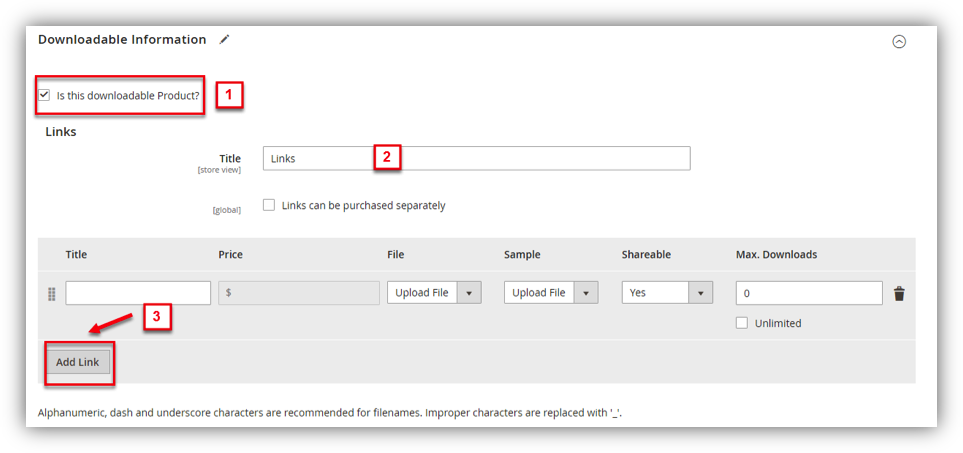 Downloadable Information
Is this downloadable Product? 1
Links
Title Links 2
[store view]
[global] Links can be purchased separately
Title Price File Sample Shareable Max. Downloads
$ Upload File Upload File Yes 0
3 Unlimited
Add Link
Alphanumeric, dash and underscore characters are recommended for filenames. Improper characters are replaced with '_'.